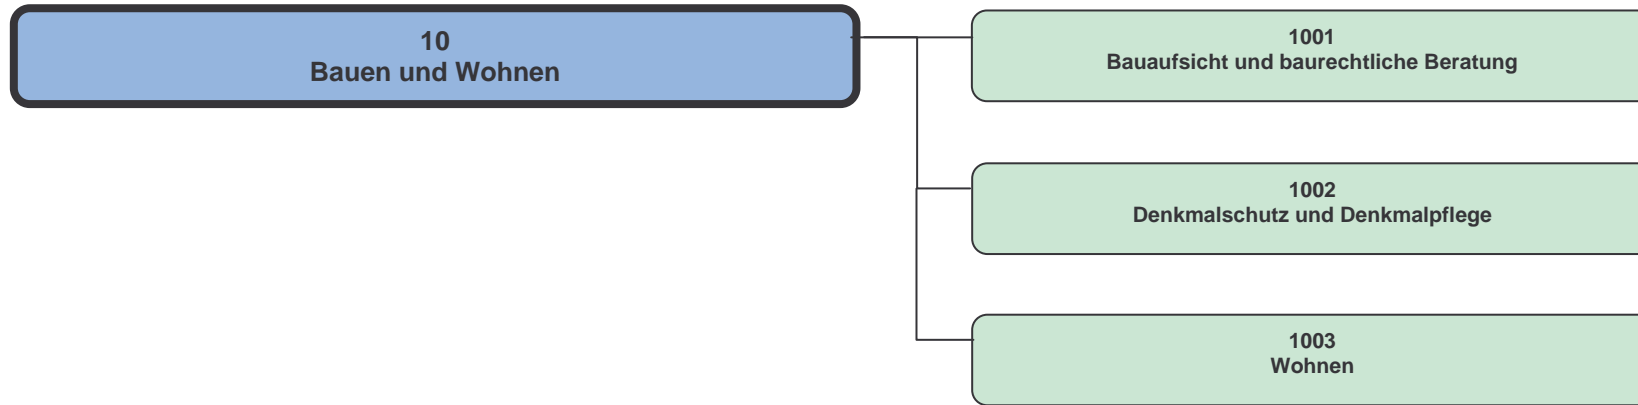 10
Bauen und Wohnen
1001
Bauaufsicht und baurechtliche Beratung
1002
Denkmalschutz und Denkmalpflege
1003
Wohnen